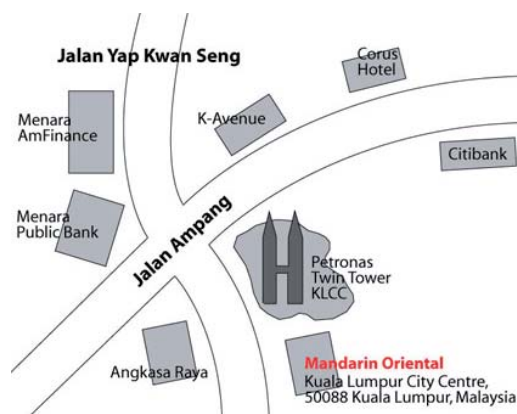 Jalan Yap Kwan Seng
Corus
Hotel
Menara
AmFinance
K-Avenue
Citibank
Menara
Public Bank
Jalan Ampang
Petronas
Twin Tower
KLCC
Angkasa Raya
Mandarin Oriental
Kuala Lumpur City Centre,
50088 Kuala Lumpur, Malaysia